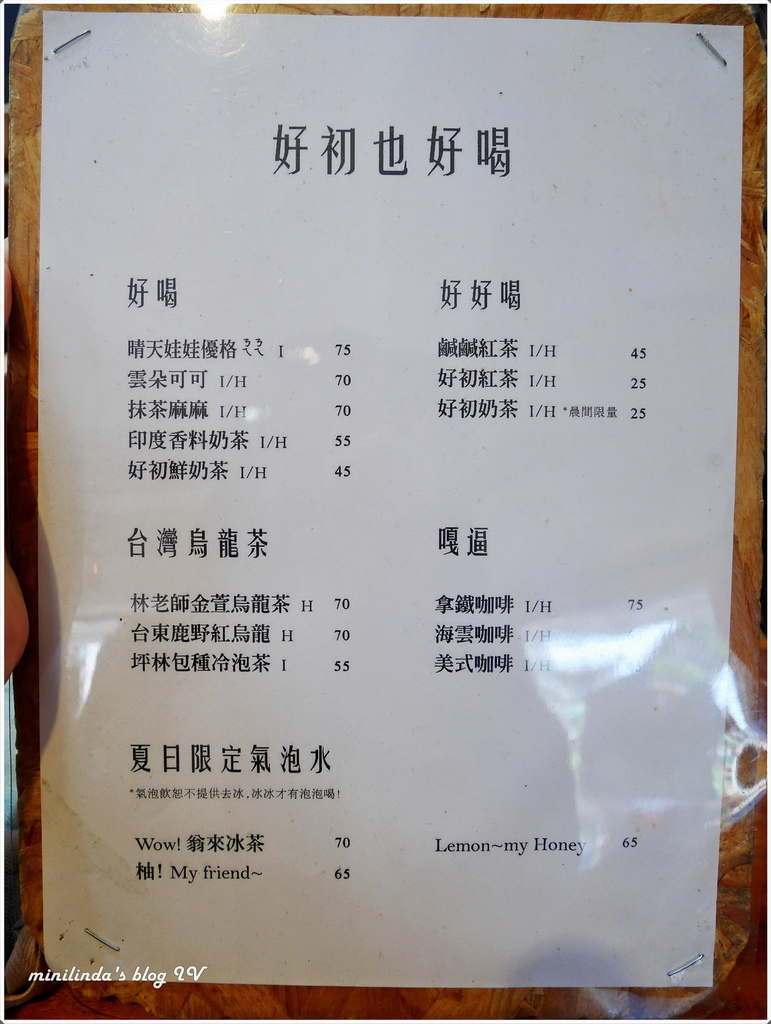 好初也好喝
好喝
晴天娃娃優格ㄋㄋㄟㄟ I 75
雲朵可可 I/H 70
抹茶麻麻 I/H 70
印度香料奶茶 I/H 55
好初鮮奶茶 I/H 45
好好喝
鹹鹹紅茶 I/H 45
好初紅茶 I/H 25
好初奶茶 I/H *晨間限量 25
台灣烏龍茶
林老師金萱烏龍茶 H 70
台東鹿野紅烏龍 H 70
坪林包種冷泡茶 I 55
嘎逼
拿鐵咖啡 I/H 75
海雲咖啡 I/H
美式咖啡 I/H
夏日限定氣泡水
*氣泡飲恕不提供去冰,冰冰才有泡泡喝!
Wow! 翁來冰茶 70
柚! My friend~ 65
Lemon~my Honey 65
minilinda's blog IV